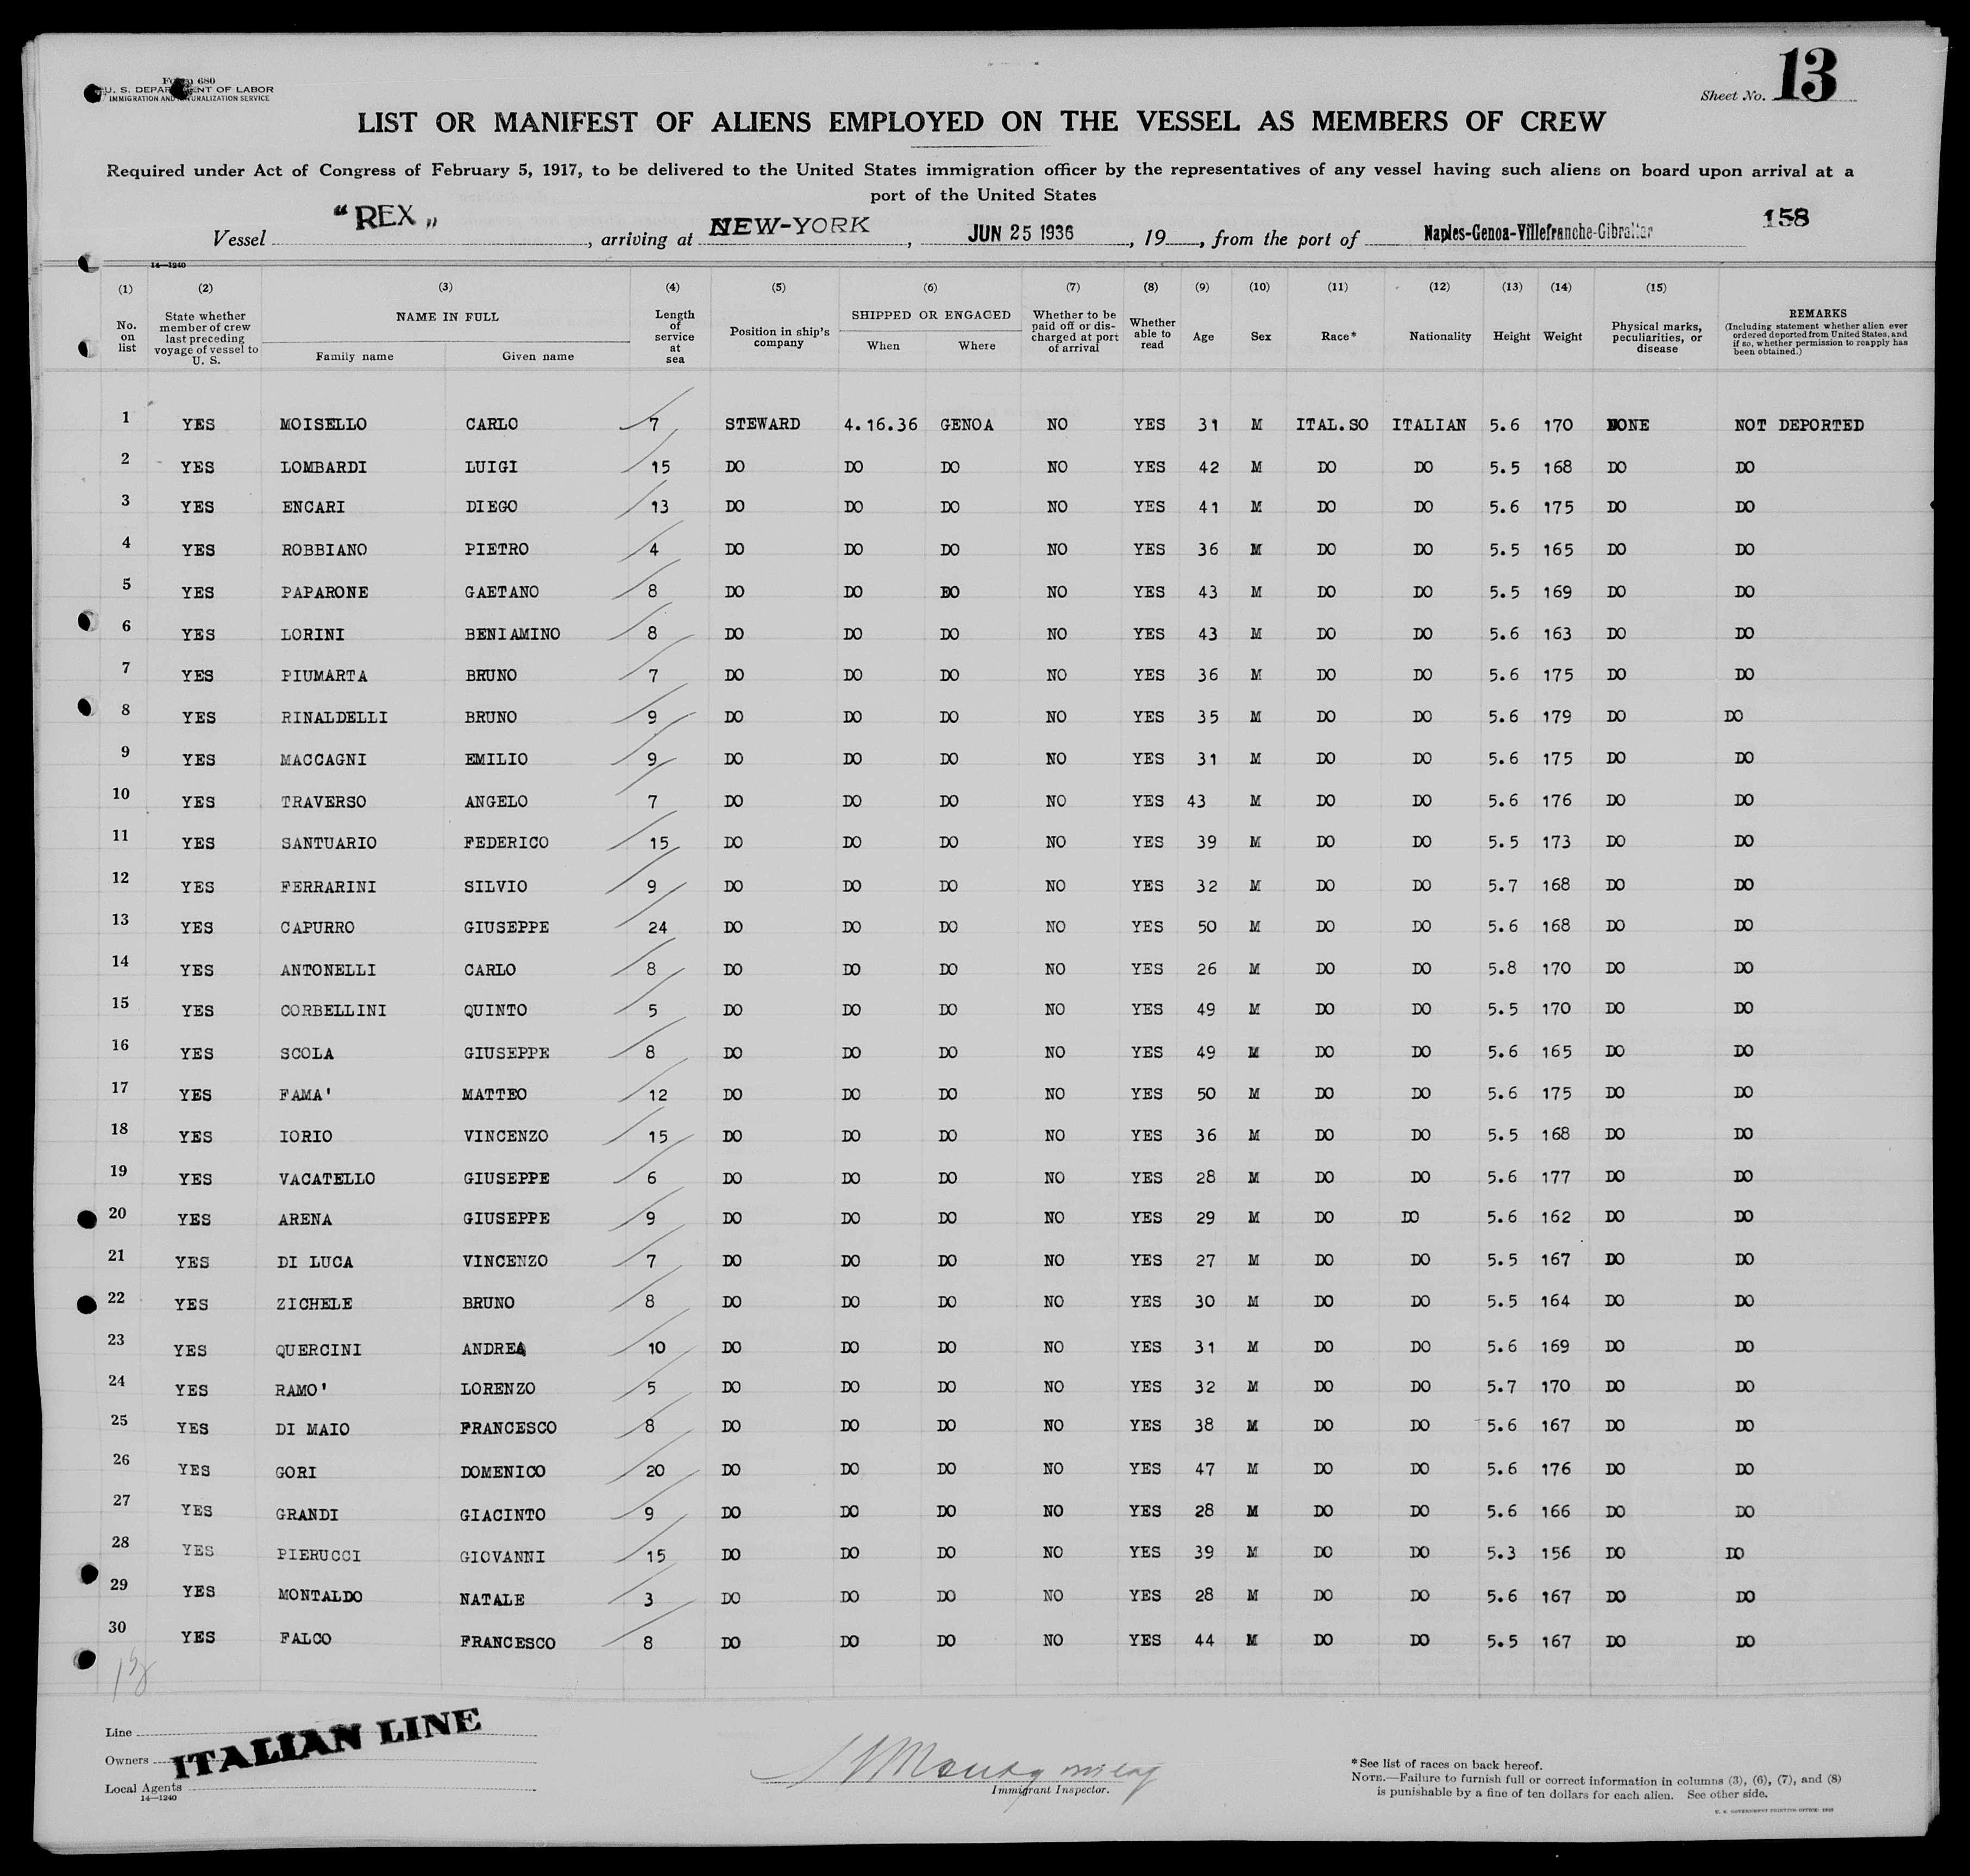 Form 680
U. S. DEPARTMENT OF LABOR
IMMIGRATION AND NATURALIZATION SERVICE
Sheet No. 13
LIST OR MANIFEST OF ALIENS EMPLOYED ON THE VESSEL AS MEMBERS OF CREW
Required under Act of Congress of February 5, 1917, to be delivered to the United States immigration officer by the representatives of any vessel having such aliens on board upon arrival at a
port of the United States
Vessel "REX„ , arriving at NEW-YORK , JUN 25 1936 , 19 , from the port of Naples-Genoa-Villefranche-Gibraltar 158
14—1240
(1) (2) (3) (4) (5) (6) (7) (8) (9) (10) (11) (12) (13) (14) (15)
No. on list State whether member of crew last preceding voyage of vessel to U. S. NAME IN FULL Family name Given name Length of service at sea Position in ship's company SHIPPED OR ENGAGED When Where Whether to be paid off or discharged at port of arrival Whether able to read Age Sex Race* Nationality Height Weight Physical marks, peculiarities, or disease REMARKS (Including statement whether alien ever ordered deported from United States, and if so, whether permission to reapply has been obtained.)
1 YES MOISELLO CARLO 7 STEWARD 4.16.36 GENOA NO YES 31 M ITAL.SO ITALIAN 5.6 170 NONE NOT DEPORTED
2 YES LOMBARDI LUIGI 15 DO DO DO NO YES 42 M DO DO 5.5 168 DO DO
3 YES ENCARI DIEGO 13 DO DO DO NO YES 41 M DO DO 5.6 175 DO DO
4 YES ROBBIANO PIETRO 4 DO DO DO NO YES 36 M DO DO 5.5 165 DO DO
5 YES PAPARONE GAETANO 8 DO DO DO NO YES 43 M DO DO 5.5 169 DO DO
6 YES LORINI BENIAMINO 8 DO DO DO NO YES 43 M DO DO 5.6 163 DO DO
7 YES PIUMARTA BRUNO 7 DO DO DO NO YES 36 M DO DO 5.6 175 DO DO
8 YES RINALDELLI BRUNO 9 DO DO DO NO YES 35 M DO DO 5.6 179 DO DO
9 YES MACCAGNI EMILIO 9 DO DO DO NO YES 31 M DO DO 5.6 175 DO DO
10 YES TRAVERSO ANGELO 7 DO DO DO NO YES 43 M DO DO 5.6 176 DO DO
11 YES SANTUARIO FEDERICO 15 DO DO DO NO YES 39 M DO DO 5.5 173 DO DO
12 YES FERRARINI SILVIO 9 DO DO DO NO YES 32 M DO DO 5.7 168 DO DO
13 YES CAPURRO GIUSEPPE 24 DO DO DO NO YES 50 M DO DO 5.6 168 DO DO
14 YES ANTONELLI CARLO 8 DO DO DO NO YES 26 M DO DO 5.8 170 DO DO
15 YES CORBELLINI QUINTO 5 DO DO DO NO YES 49 M DO DO 5.5 170 DO DO
16 YES SCOLA GIUSEPPE 8 DO DO DO NO YES 49 M DO DO 5.6 165 DO DO
17 YES FAMA' MATTEO 12 DO DO DO NO YES 50 M DO DO 5.6 175 DO DO
18 YES IORIO VINCENZO 15 DO DO DO NO YES 36 M DO DO 5.5 168 DO DO
19 YES VACATELLO GIUSEPPE 6 DO DO DO NO YES 28 M DO DO 5.6 177 DO DO
20 YES ARENA GIUSEPPE 9 DO DO DO NO YES 29 M DO DO 5.6 162 DO DO
21 YES DI LUCA VINCENZO 7 DO DO DO NO YES 27 M DO DO 5.5 167 DO DO
22 YES ZICHELE BRUNO 8 DO DO DO NO YES 30 M DO DO 5.5 164 DO DO
23 YES QUERCINI ANDREA 10 DO DO DO NO YES 31 M DO DO 5.6 169 DO DO
24 YES RAMO' LORENZO 5 DO DO DO NO YES 32 M DO DO 5.7 170 DO DO
25 YES DI MAIO FRANCESCO 8 DO DO DO NO YES 38 M DO DO 5.6 167 DO DO
26 YES GORI DOMENICO 20 DO DO DO NO YES 47 M DO DO 5.6 176 DO DO
27 YES GRANDI GIACINTO 9 DO DO DO NO YES 28 M DO DO 5.6 166 DO DO
28 YES PIERUCCI GIOVANNI 15 DO DO DO NO YES 39 M DO DO 5.3 156 DO DO
29 YES MONTALDO NATALE 3 DO DO DO NO YES 28 M DO DO 5.6 167 DO DO
30 YES FALCO FRANCESCO 8 DO DO DO NO YES 44 M DO DO 5.5 167 DO DO
Line
Owners ITALIAN LINE
Local Agents
14—1240
Immigrant Inspector.
*See list of races on back hereof.
NOTE.—Failure to furnish full or correct information in columns (3), (6), (7), and (8)
is punishable by a fine of ten dollars for each alien. See other side.